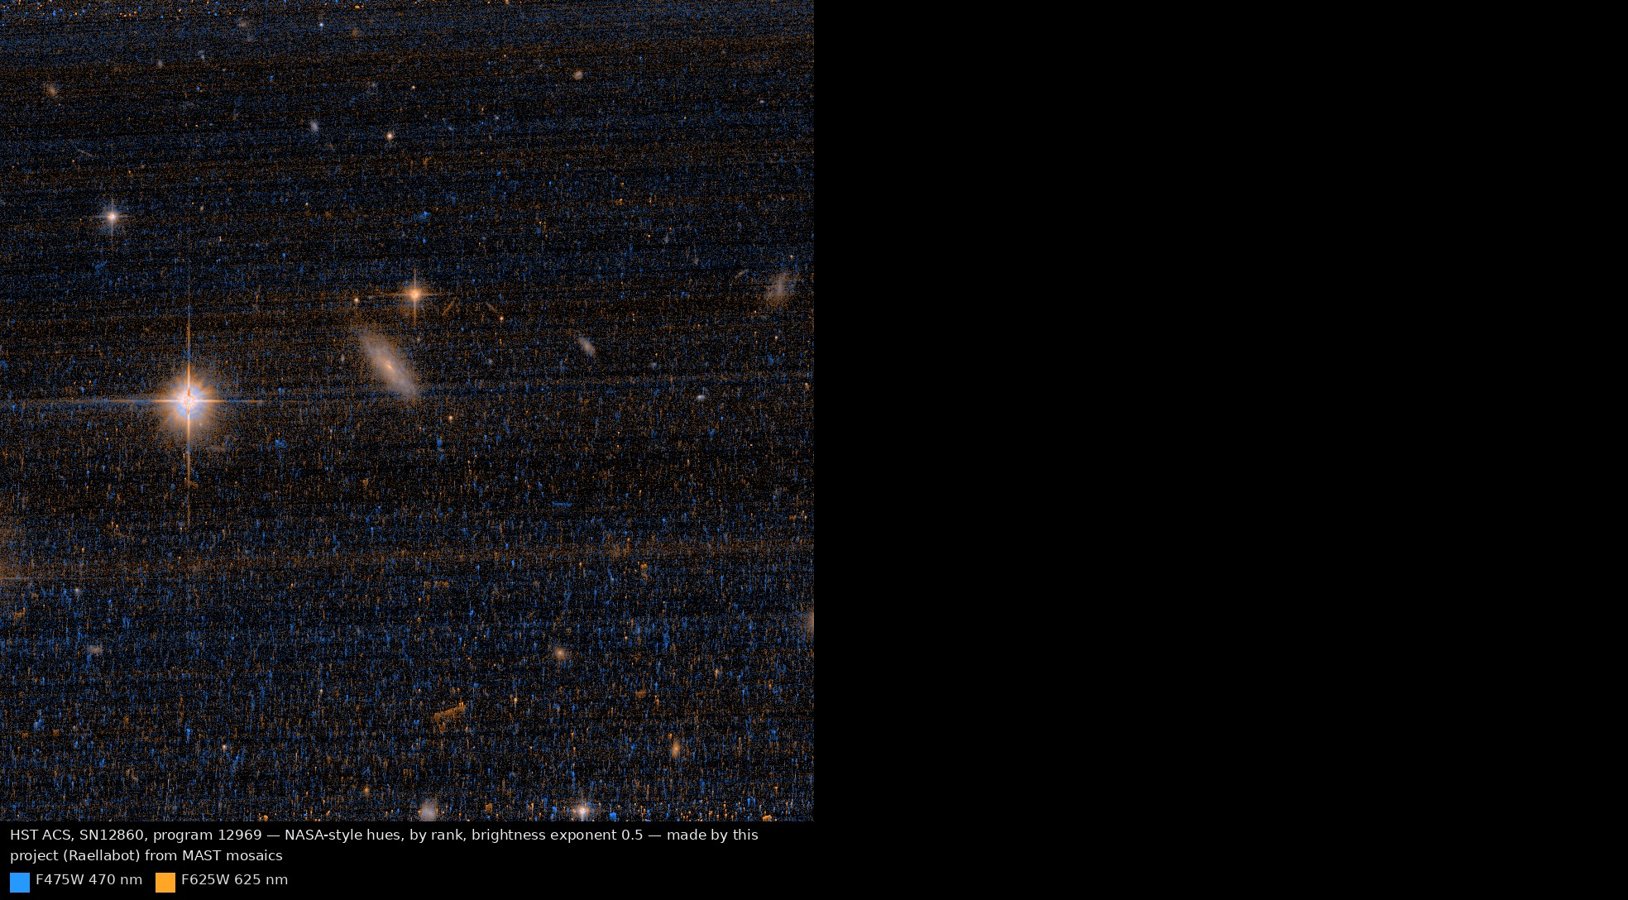 HST ACS, SN12860, program 12969 — NASA-style hues, by rank, brightness exponent 0.5 — made by this
project (Raellabot) from MAST mosaics
F475W 470 nm F625W 625 nm